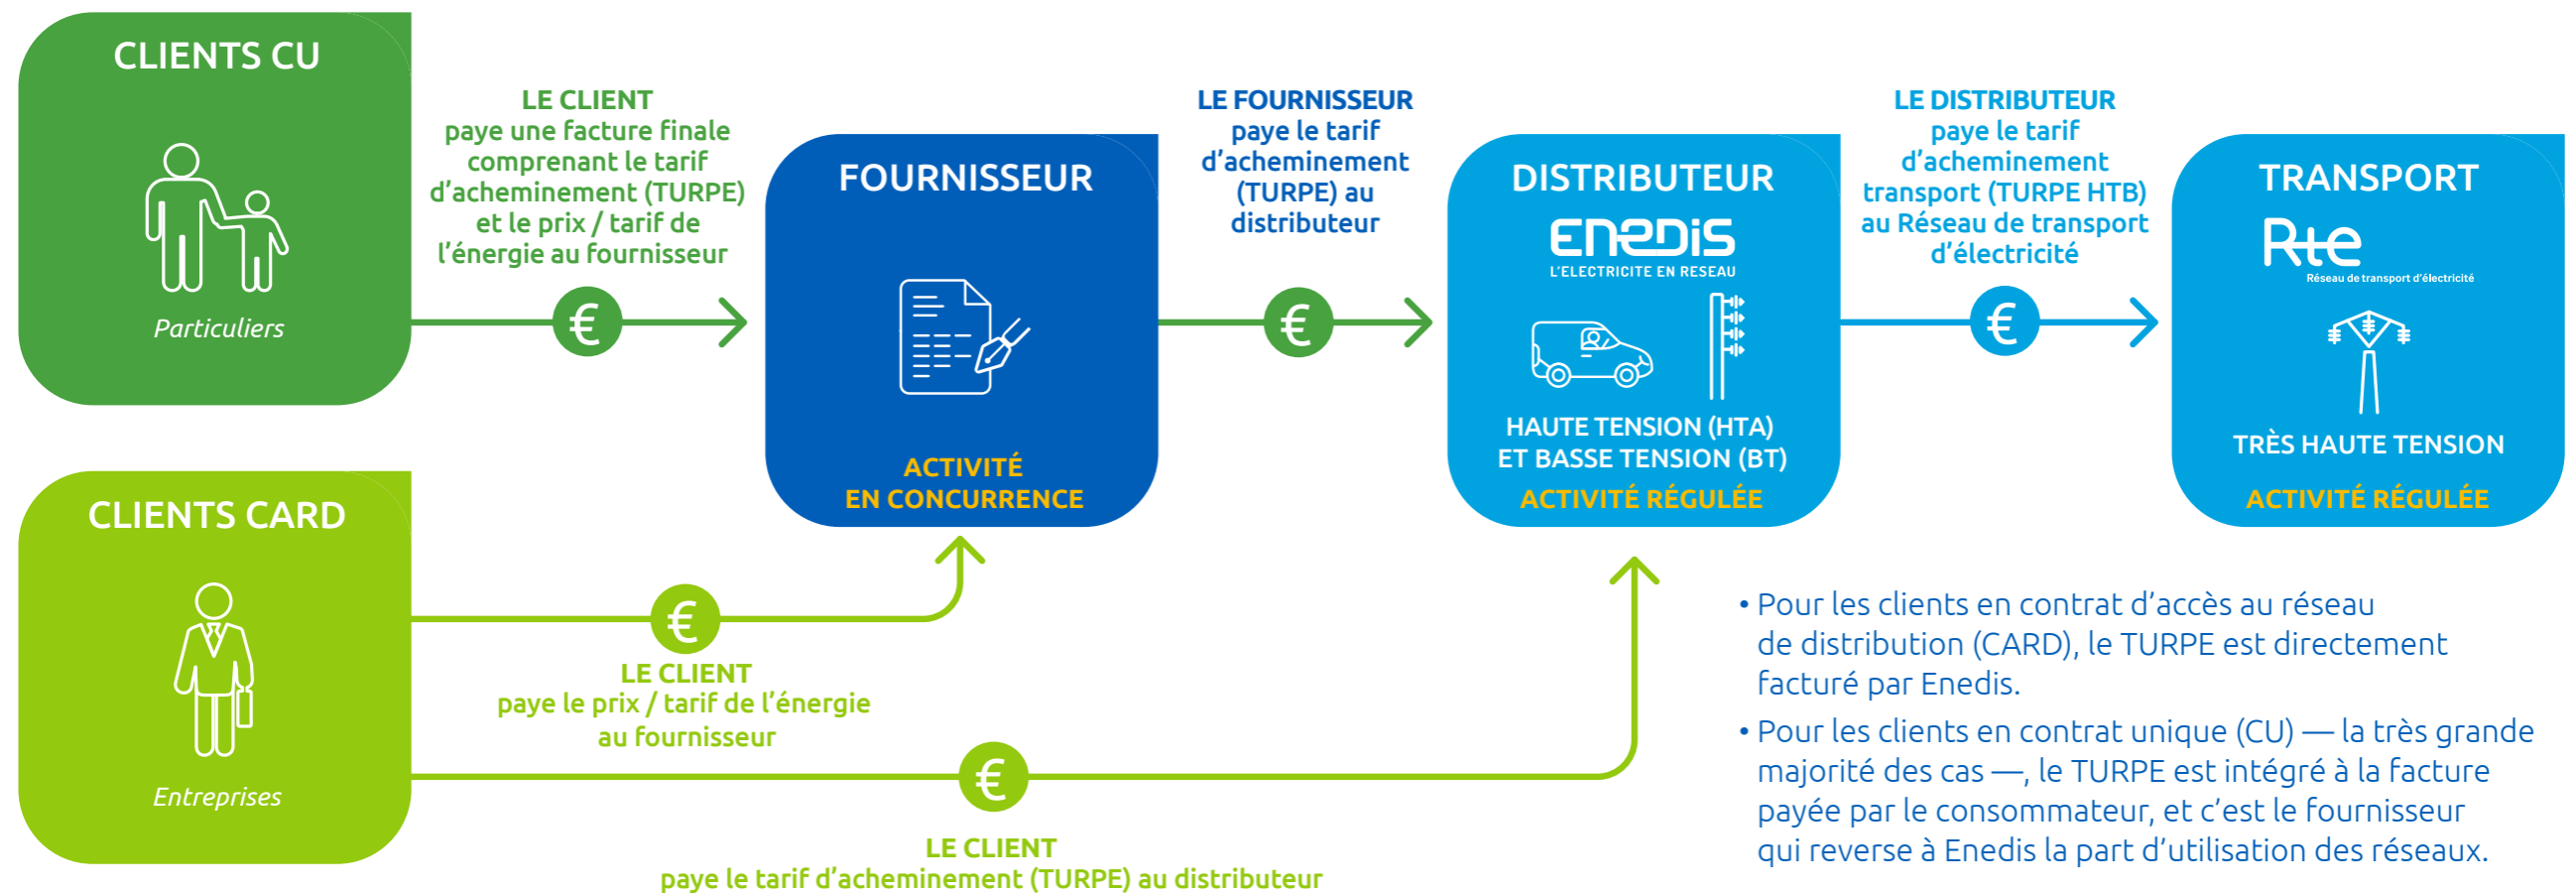 CLIENTS CU
Particuliers
LE CLIENT
paye une facture finale
comprenant le tarif
d’acheminement (TURPE)
et le prix / tarif de
l’énergie au fournisseur
€
FOURNISSEUR
ACTIVITÉ
EN CONCURRENCE
LE FOURNISSEUR
paye le tarif
d’acheminement
(TURPE) au
distributeur
€
DISTRIBUTEUR
ENEDIS
L'ELECTRICITE EN RESEAU
HAUTE TENSION (HTA)
ET BASSE TENSION (BT)
ACTIVITÉ RÉGULÉE
LE DISTRIBUTEUR
paye le tarif
d’acheminement
transport (TURPE HTB)
au Réseau de transport
d’électricité
€
TRANSPORT
Rte
Réseau de transport d'électricité
TRÈS HAUTE TENSION
ACTIVITÉ RÉGULÉE
CLIENTS CARD
Entreprises
€
LE CLIENT
paye le prix / tarif de l’énergie
au fournisseur
€
LE CLIENT
paye le tarif d’acheminement (TURPE) au distributeur
• Pour les clients en contrat d’accès au réseau
de distribution (CARD), le TURPE est directement
facturé par Enedis.
• Pour les clients en contrat unique (CU) — la très grande
majorité des cas —, le TURPE est intégré à la facture
payée par le consommateur, et c’est le fournisseur
qui reverse à Enedis la part d’utilisation des réseaux.